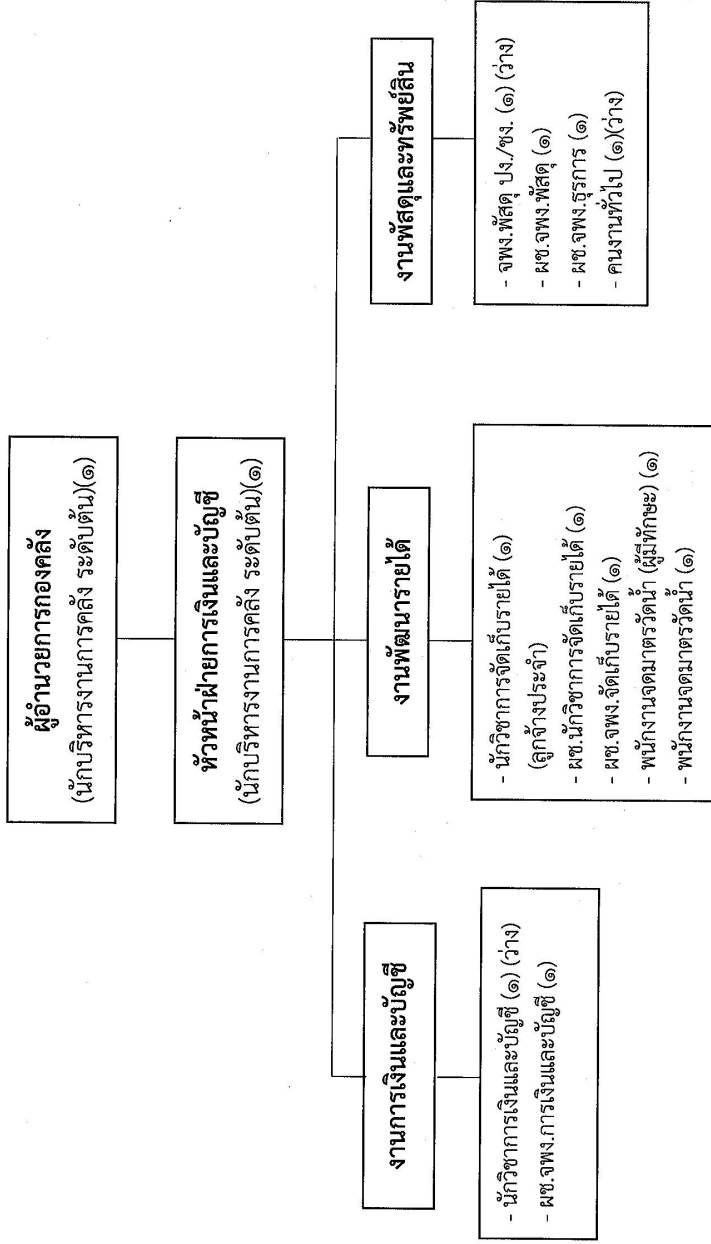 ผู้อำนวยการกองคลัง
(นักบริหารงานการคลัง ระดับต้น)(๑)
หัวหน้าฝ่ายการเงินและบัญชี
(นักบริหารงานการคลัง ระดับต้น)(๑)
งานการเงินและบัญชี
- นักวิชาการเงินและบัญชี (๑) (ว่าง)
- ผช.จพง.การเงินและบัญชี (๑)
งานพัฒนารายได้
- นักวิชาการจัดเก็บรายได้ (๑)
(ลูกจ้างประจำ)
- ผช.นักวิชาการจัดเก็บรายได้ (๑)
- ผช.จพง.จัดเก็บรายได้ (๑)
- พนักงานจดมาตรวัดน้ำ (ผู้มีทักษะ) (๑)
- พนักงานจดมาตรวัดน้ำ (๑)
งานพัสดุและทรัพย์สิน
- จพง.พัสดุ ปง./ชง. (๑) (ว่าง)
- ผช.จพง.พัสดุ (๑)
- ผช.จพง.ธุรการ (๑)
- คนงานทั่วไป (๑)(ว่าง)